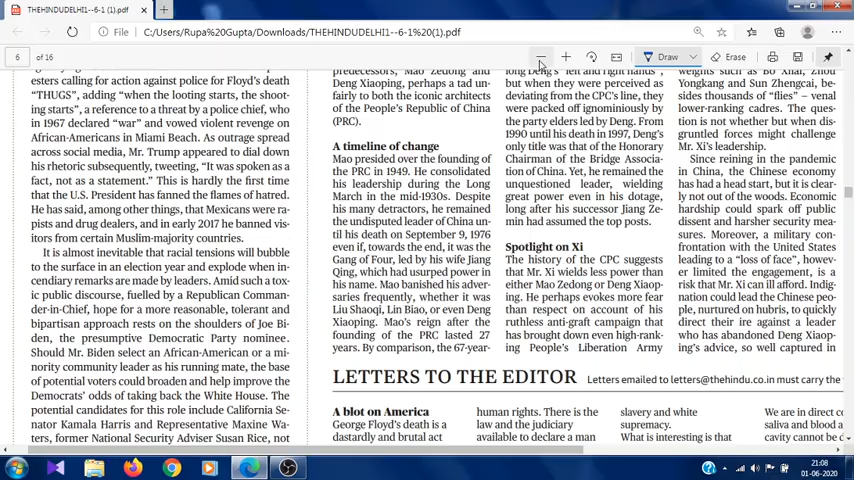 THEHINDUDELHI1--6-1 (1).pdf
File
C:/Users/Rupa%20Gupta/Downloads/THEHINDUDELHI1--6-1%20(1).pdf
6
of 16
Draw
Erase
esters calling for action against police for Floyd's death
"THUGS", adding "when the looting starts, the shoot-
ing starts", a reference to a threat by a police chief, who
in 1967 declared "war" and vowed violent revenge on
African-Americans in Miami Beach. As outrage spread
across social media, Mr. Trump appeared to dial down
his rhetoric subsequently, tweeting, "It was spoken as a
fact, not as a statement." This is hardly the first time
that the U.S. President has fanned the flames of hatred.
He has said, among other things, that Mexicans were ra-
pists and drug dealers, and in early 2017 he banned vis-
itors from certain Muslim-majority countries.
It is almost inevitable that racial tensions will bubble
to the surface in an election year and explode when in-
cendiary remarks are made by leaders. Amid such a tox-
ic public discourse, fuelled by a Republican Comman-
der-in-Chief, hope for a more reasonable, tolerant and
bipartisan approach rests on the shoulders of Joe Bi-
den, the presumptive Democratic Party nominee.
Should Mr. Biden select an African-American or a mi-
nority community leader as his running mate, the base
of potential voters could broaden and help improve the
Democrats' odds of taking back the White House. The
potential candidates for this role include California Se-
nator Kamala Harris and Representative Maxine Wa-
ters, former National Security Adviser Susan Rice, not
predecessors, Mao Zedong and
Deng Xiaoping, perhaps a tad un-
fairly to both the iconic architects
of the People's Republic of China
(PRC).
A timeline of change
Mao presided over the founding of
the PRC in 1949. He consolidated
his leadership during the Long
March in the mid-1930s. Despite
his many detractors, he remained
the undisputed leader of China un-
til his death on September 9, 1976
even if, towards the end, it was the
Gang of Four, led by his wife Jiang
Qing, which had usurped power in
his name. Mao banished his adver-
saries frequently, whether it was
Liu Shaoqi, Lin Biao, or even Deng
Xiaoping. Mao's reign after the
founding of the PRC lasted 27
years. By comparison, the 67-year-
long Deng's 'left and right hands',
but when they were perceived as
deviating from the CPC's line, they
were packed off ignominiously by
the party elders led by Deng. From
1990 until his death in 1997, Deng's
only title was that of the Honorary
Chairman of the Bridge Associa-
tion of China. Yet, he remained the
unquestioned leader, wielding
great power even in his dotage,
long after his successor Jiang Ze-
min had assumed the top posts.
Spotlight on Xi
The history of the CPC suggests
that Mr. Xi wields less power than
either Mao Zedong or Deng Xiaop-
ing. He perhaps evokes more fear
than respect on account of his
ruthless anti-graft campaign that
has brought down even high-rank-
ing People's Liberation Army
weights such as Bo Xilai, Zhou
Yongkang and Sun Zhengcai, be-
sides thousands of "flies" – venal
lower-ranking cadres. The ques-
tion is not whether but when dis-
gruntled forces might challenge
Mr. Xi's leadership.
Since reining in the pandemic
in China, the Chinese economy
has had a head start, but it is clear-
ly not out of the woods. Economic
hardship could spark off public
dissent and harsher security mea-
sures. Moreover, a military con-
frontation with the United States
leading to a "loss of face", howev-
er limited the engagement, is a
risk that Mr. Xi can ill afford. Indig-
nation could lead the Chinese peo-
ple, nurtured on hubris, to quickly
direct their ire against a leader
who has abandoned Deng Xiaop-
ing's advice, so well captured in
LETTERS TO THE EDITOR
Letters emailed to letters@thehindu.co.in must carry the
A blot on America
George Floyd's death is a
dastardly and brutal act
human rights. There is the
law and the judiciary
available to declare a man
slavery and white
supremacy.
What is interesting is that
We are in direct co
saliva and blood a
cavity cannot be d
21:08
01-06-2020